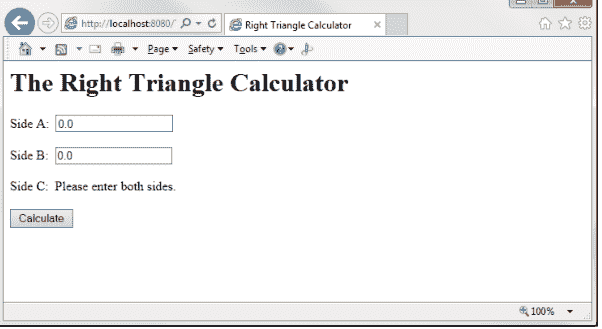 http://localhost:8080/
Right Triangle Calculator
Page
Safety
Tools
The Right Triangle Calculator
Side A: 0.0
Side B: 0.0
Side C: Please enter both sides.
Calculate
100%